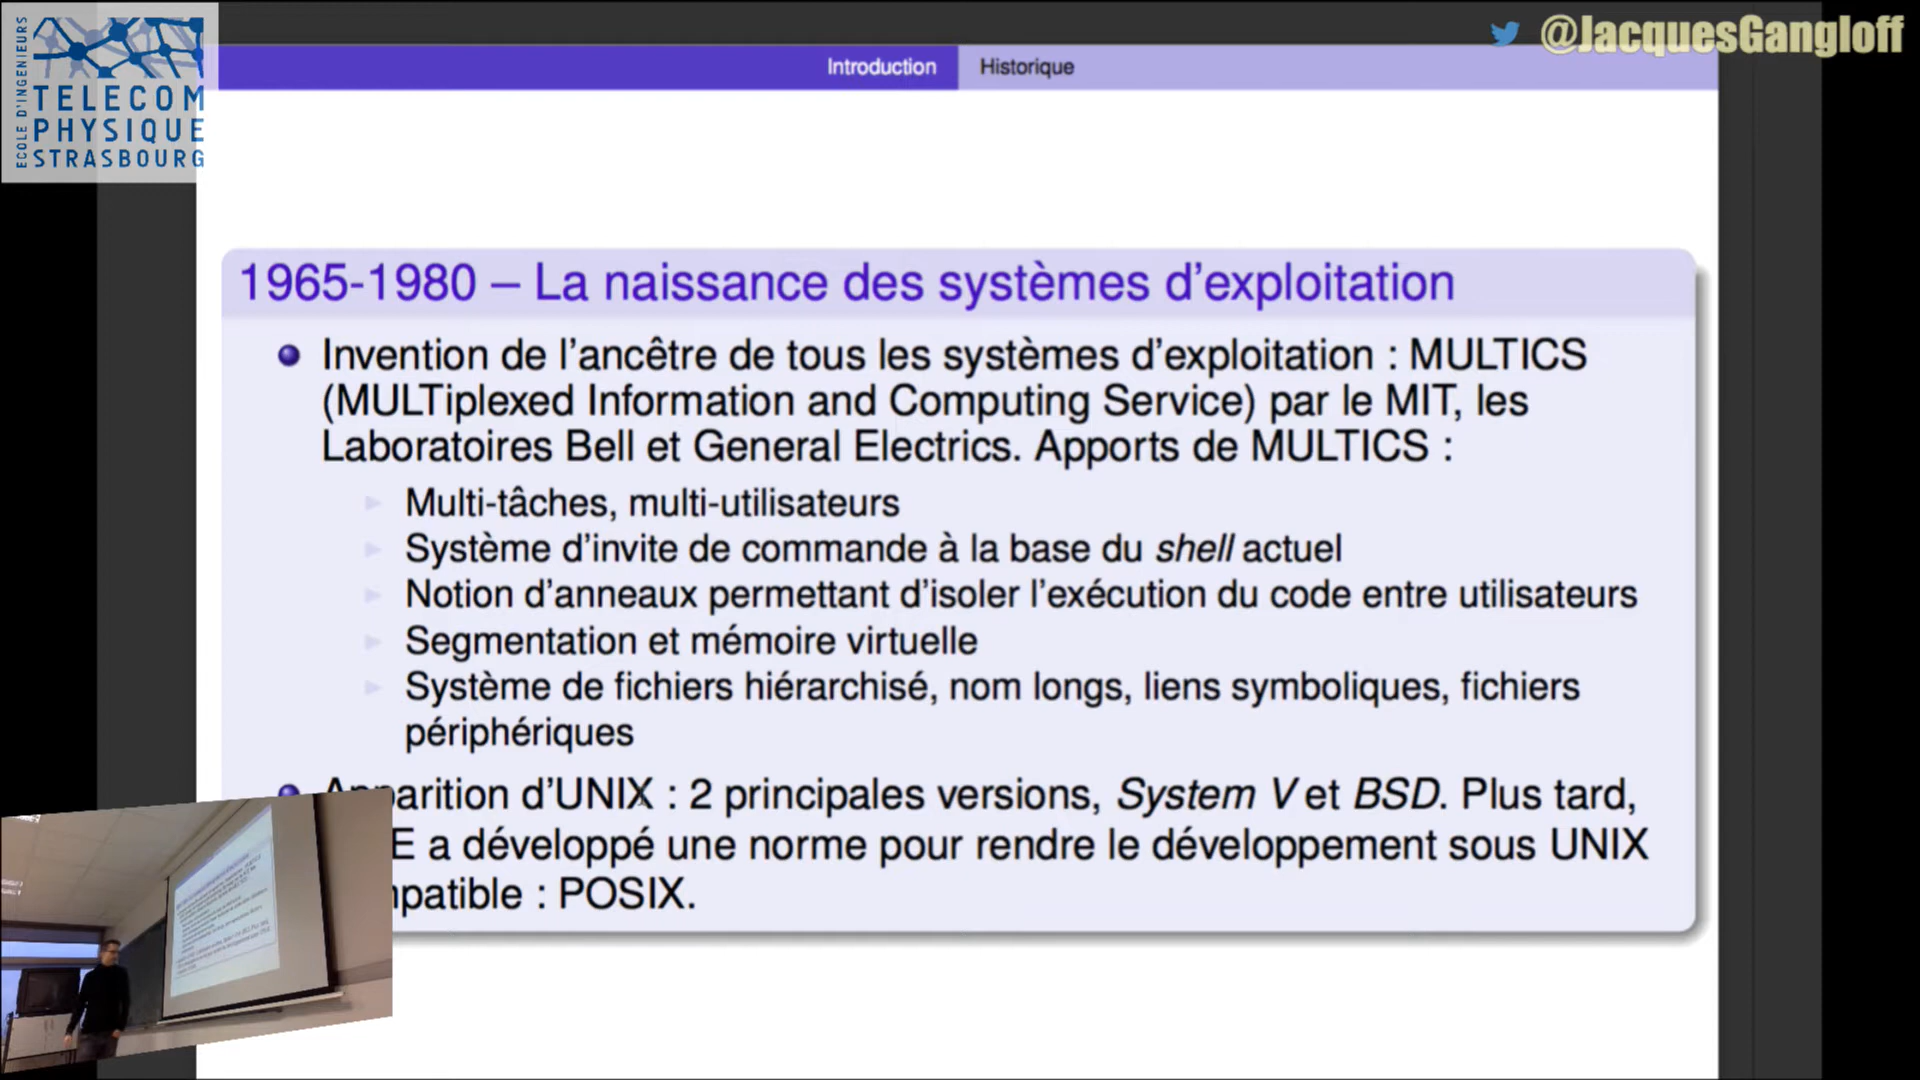 ECOLE D'INGENIEURS
TELECOM
PHYSIQUE
STRASBOURG
@JacquesGangloff
Introduction
Historique
1965-1980 – La naissance des systèmes d'exploitation
Invention de l'ancêtre de tous les systèmes d'exploitation : MULTICS
(MULTiplexed Information and Computing Service) par le MIT, les
Laboratoires Bell et General Electrics. Apports de MULTICS :
Multi-tâches, multi-utilisateurs
Système d'invite de commande à la base du shell actuel
Notion d'anneaux permettant d'isoler l'exécution du code entre utilisateurs
Segmentation et mémoire virtuelle
Système de fichiers hiérarchisé, nom longs, liens symboliques, fichiers
périphériques
Apparition d'UNIX : 2 principales versions, System V et BSD. Plus tard,
E a développé une norme pour rendre le développement sous UNIX
mpatible : POSIX.